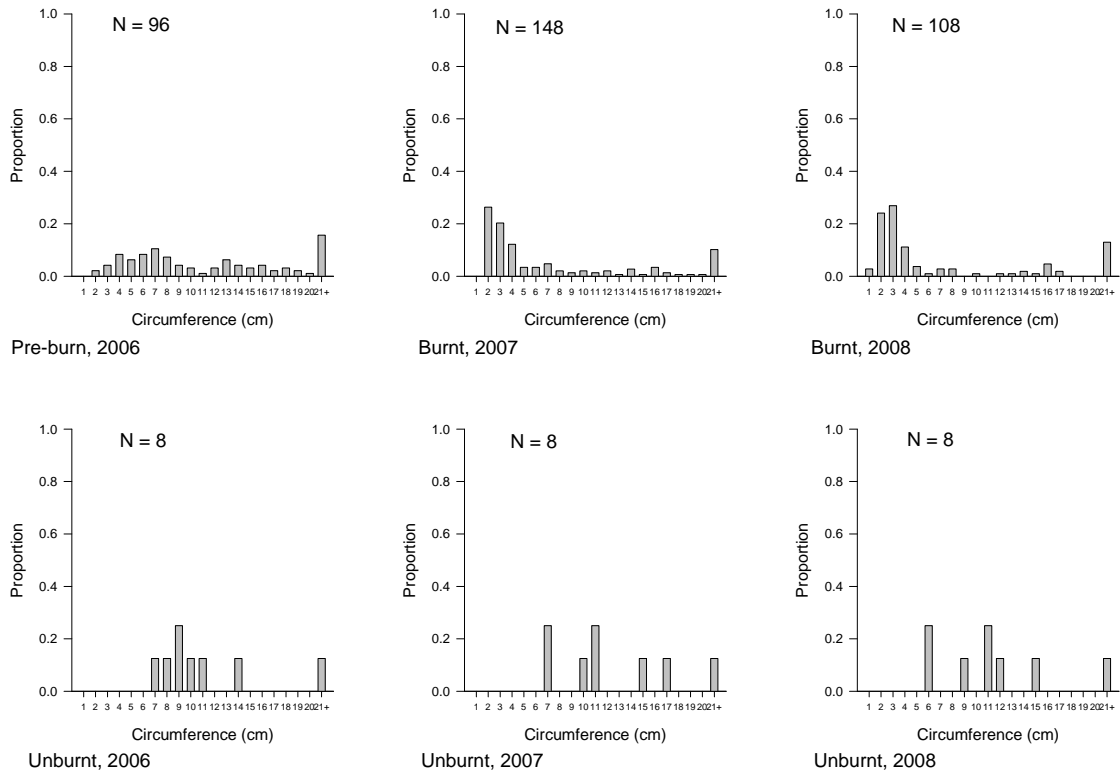 N = 96
1.0
0.8
0.6
0.4
0.2
0.0
Proportion
1 2 3 4 5 6 7 8 9 10 11 12 13 14 15 16 17 18 19 20 21+
Circumference (cm)
Pre-burn, 2006
N = 148
1.0
0.8
0.6
0.4
0.2
0.0
Proportion
1 2 3 4 5 6 7 8 9 10 11 12 13 14 15 16 17 18 19 20 21+
Circumference (cm)
Burnt, 2007
N = 108
1.0
0.8
0.6
0.4
0.2
0.0
Proportion
1 2 3 4 5 6 7 8 9 10 11 12 13 14 15 16 17 18 19 20 21+
Circumference (cm)
Burnt, 2008
N = 8
1.0
0.8
0.6
0.4
0.2
0.0
Proportion
1 2 3 4 5 6 7 8 9 10 11 12 13 14 15 16 17 18 19 20 21+
Circumference (cm)
Unburnt, 2006
N = 8
1.0
0.8
0.6
0.4
0.2
0.0
Proportion
1 2 3 4 5 6 7 8 9 10 11 12 13 14 15 16 17 18 19 20 21+
Circumference (cm)
Unburnt, 2007
N = 8
1.0
0.8
0.6
0.4
0.2
0.0
Proportion
1 2 3 4 5 6 7 8 9 10 11 12 13 14 15 16 17 18 19 20 21+
Circumference (cm)
Unburnt, 2008